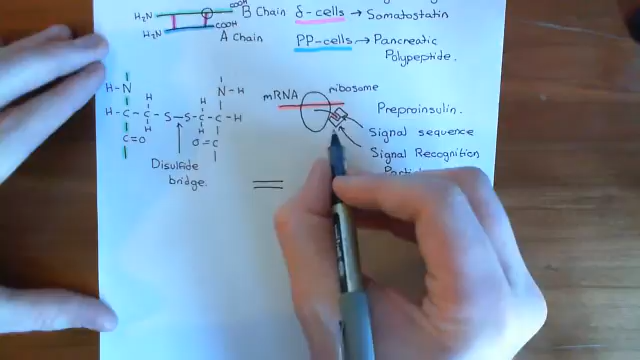 H₂N COOH B Chain
H₂N COOH A Chain
δ-cells → Somatostatin
PP-cells → Pancreatic
Polypeptide.
H-N N-H
H H
H-C-C-S-S-C-C-H
H H
C=O O=C
Disulfide
bridge.
mRNA ribosome
Preproinsulin.
Signal sequence
Signal Recognition